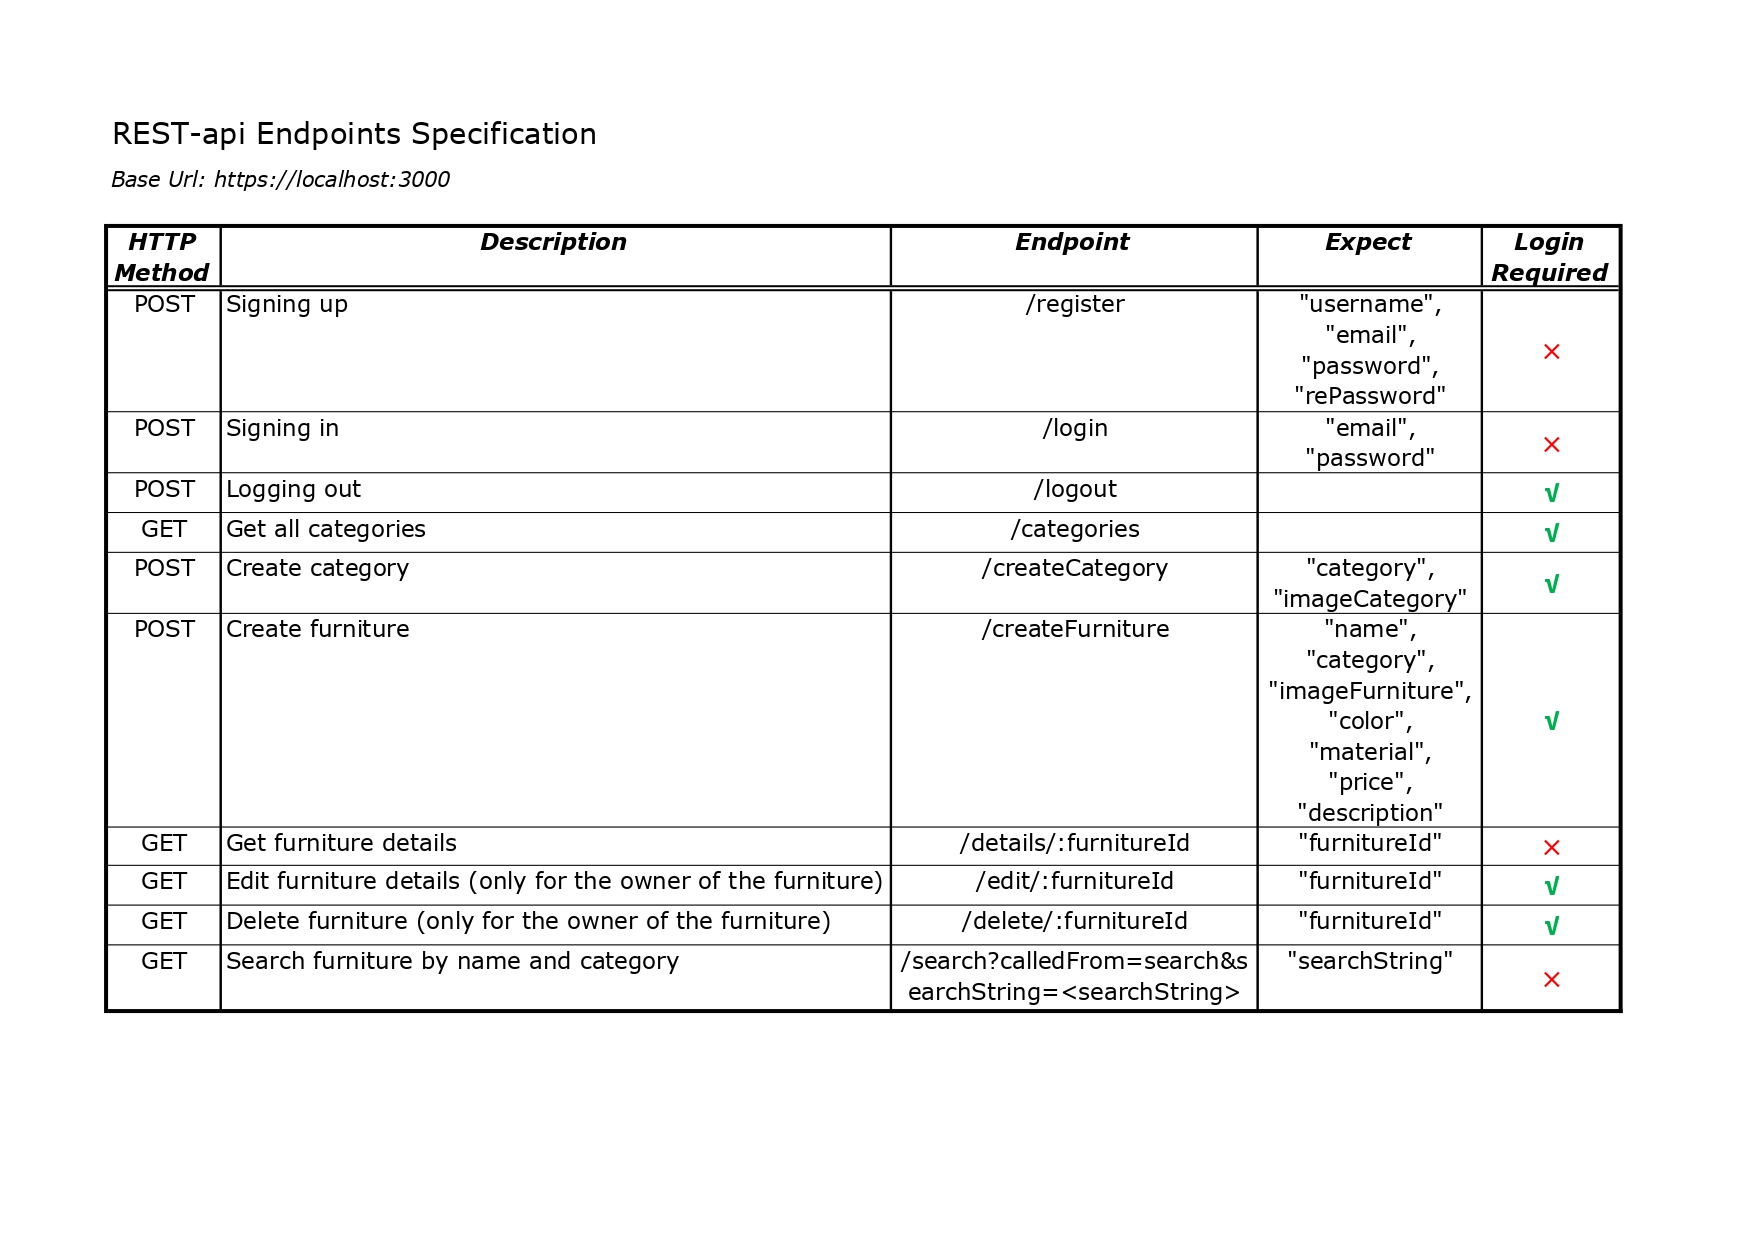 REST-api Endpoints Specification
Base Url: https://localhost:3000
HTTP Method Description Endpoint Expect Login Required
POST Signing up /register "username",
"email",
"password",
"rePassword"
×
POST Signing in /login "email",
"password"
×
POST Logging out /logout √
GET Get all categories /categories √
POST Create category /createCategory "category",
"imageCategory"
√
POST Create furniture /createFurniture "name",
"category",
"imageFurniture",
"color",
"material",
"price",
"description"
√
GET Get furniture details /details/:furnitureId "furnitureId" ×
GET Edit furniture details (only for the owner of the furniture) /edit/:furnitureId "furnitureId" √
GET Delete furniture (only for the owner of the furniture) /delete/:furnitureId "furnitureId" √
GET Search furniture by name and category /search?calledFrom=search&s "searchString"
earchString=<searchString>
×